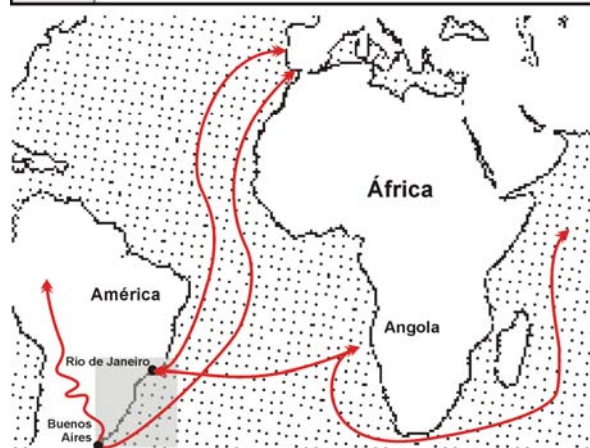 África
América
Angola
Rio de Janeiro
Buenos
Aires